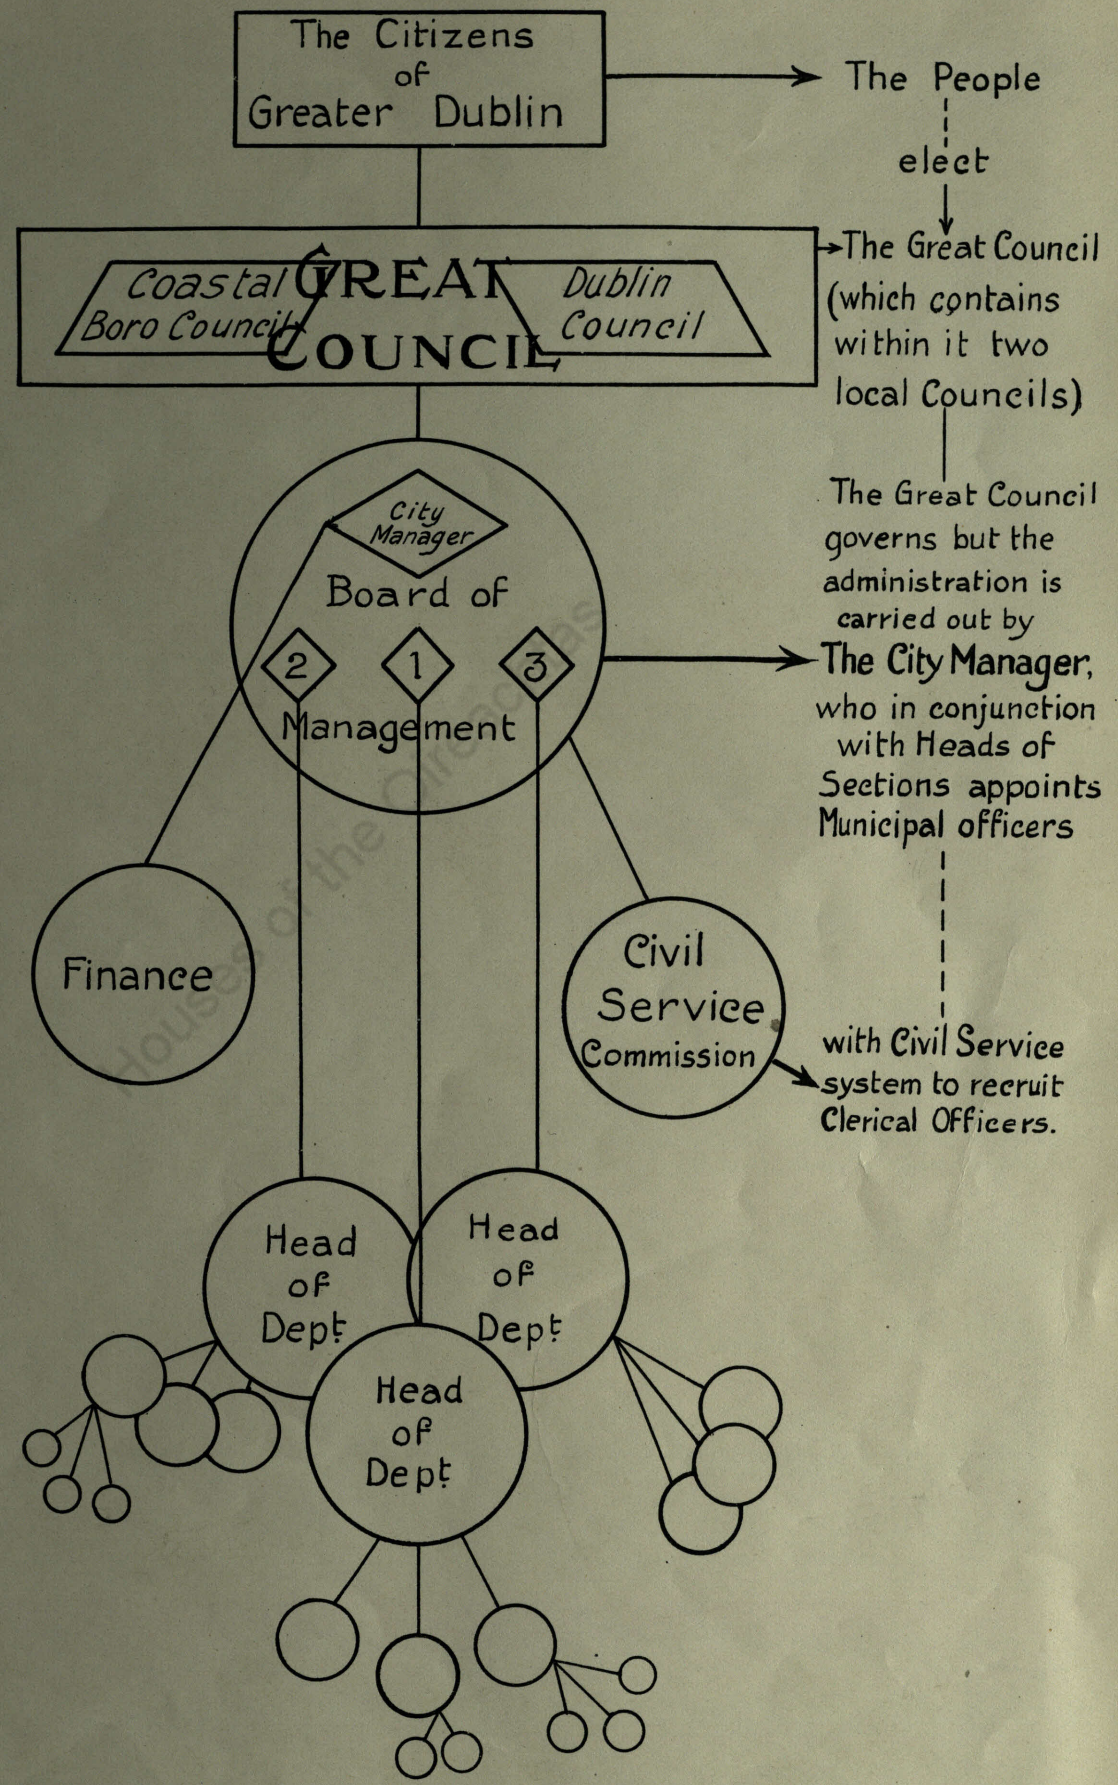 The Citizens
of
Greater Dublin
The People
elect
Coastal
Boro Council
GREAT
COUNCIL
Dublin
Council
The Great Council
(which contains
within it two
local Councils)
City
Manager
Board of
2 1 3
Management
The Great Council
governs but the
administration is
carried out by
The City Manager,
who in conjunction
with Heads of
Sections appoints
Municipal officers
Finance
Civil
Service
Commission
with Civil Service
system to recruit
Clerical Officers.
Head
of
Dept.
Head
of
Dept.
Head
of
Dept.
Houses of the Oireachtas